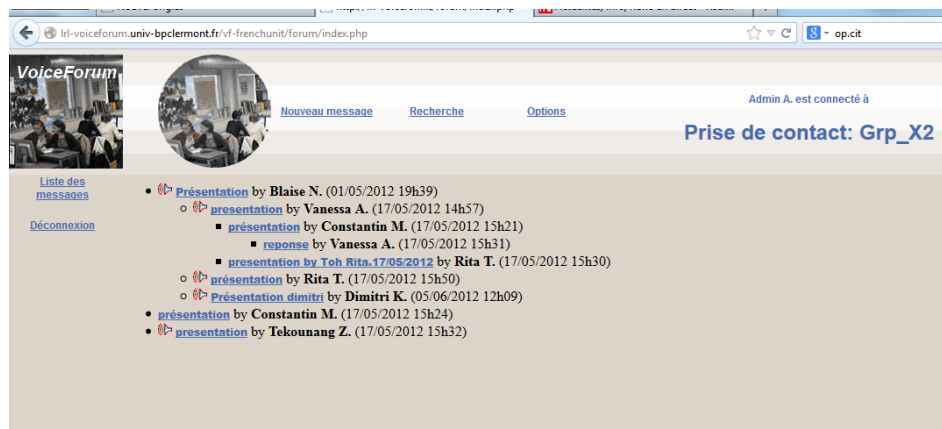 lrl-voiceforum.univ-bpclermont.fr/vf-frenchunit/forum/index.php
op.cit
VoiceForum
Nouveau message Recherche Options
Admin A. est connecté à
Prise de contact: Grp_X2
Liste des
messages
Déconnexion
Présentation by Blaise N. (01/05/2012 19h39)
presentation by Vanessa A. (17/05/2012 14h57)
présentation by Constantin M. (17/05/2012 15h21)
reponse by Vanessa A. (17/05/2012 15h31)
presentation by Toh Rita.17/05/2012 by Rita T. (17/05/2012 15h30)
présentation by Rita T. (17/05/2012 15h50)
Présentation dimitri by Dimitri K. (05/06/2012 12h09)
présentation by Constantin M. (17/05/2012 15h24)
presentation by Tekounang Z. (17/05/2012 15h32)